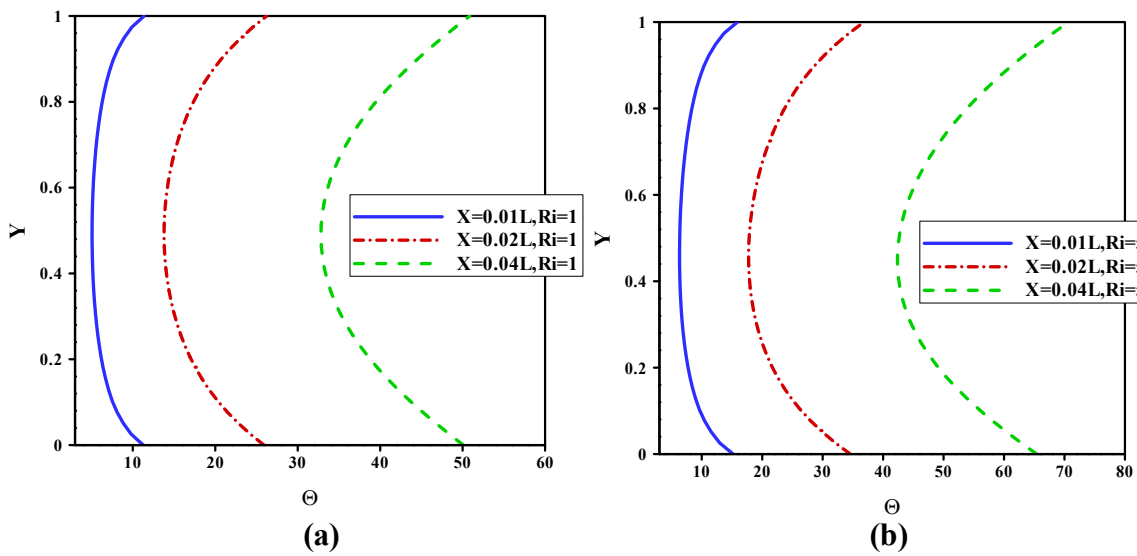 1
0.8
0.6
0.4
0.2
0
Y
10 20 30 40 50 60
Θ
X=0.01L,Ri=1
X=0.02L,Ri=1
X=0.04L,Ri=1
(a)
1
0.8
0.6
0.4
0.2
0
Y
10 20 30 40 50 60 70 80
Θ
X=0.01L,Ri=
X=0.02L,Ri=
X=0.04L,Ri=
(b)